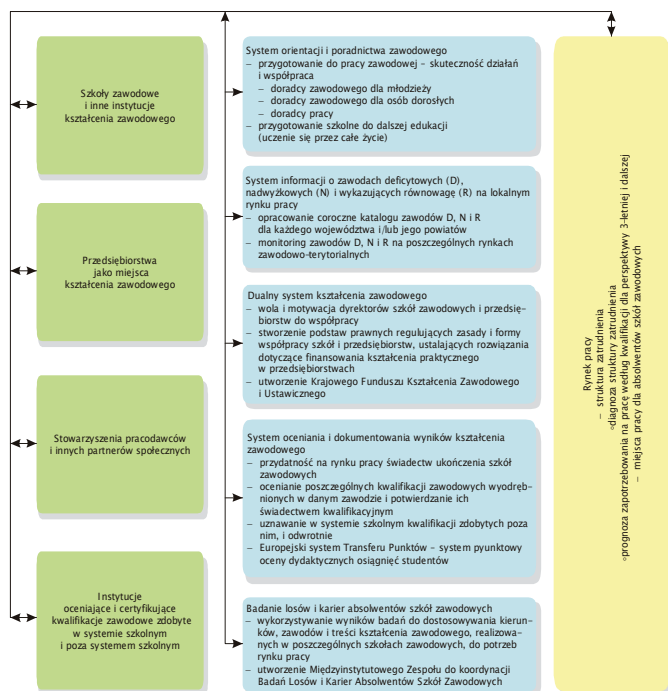 Szkoły zawodowe
i inne instytucje
kształcenia zawodowego
Przedsiębiorstwa
jako miejsca
kształcenia zawodowego
Stowarzyszenia pracodawców
i innych partnerów społecznych
Instytucje
oceniające i certyfikujące
kwalifikacje zawodowe zdobyte
w systemie szkolnym
i poza systemem szkolnym
System orientacji i poradnictwa zawodowego
– przygotowanie do pracy zawodowej – skuteczność działań
i współpraca
– doradcy zawodowego dla młodzieży
– doradcy zawodowego dla osób dorosłych
– doradcy pracy
– przygotowanie szkolne do dalszej edukacji
(uczenie się przez całe życie)
System informacji o zawodach deficytowych (D),
nadwyżkowych (N) i wykazujących równowagę (R) na lokalnym
rynku pracy
– opracowanie coroczne katalogu zawodów D, N i R
dla każdego województwa i/lub jego powiatów
– monitoring zawodów D, N i R na poszczególnych rynkach
zawodowo-terytorialnych
Dualny system kształcenia zawodowego
– wola i motywacja dyrektorów szkół zawodowych i przedsię-
biorstw do współpracy
– stworzenie podstaw prawnych regulujących zasady i formy
współpracy szkół i przedsiębiorstw, ustalających rozwiązania
dotyczące finansowania kształcenia praktycznego
w przedsiębiorstwach
– utworzenie Krajowego Funduszu Kształcenia Zawodowego
i Ustawicznego
System oceniania i dokumentowania wyników kształcenia
zawodowego
– przydatność na rynku pracy świadectw ukończenia szkół
zawodowych
– ocenianie poszczególnych kwalifikacji zawodowych wyodręb-
nionych w danym zawodzie i potwierdzanie ich
świadectwem kwalifikacyjnym
– uznawanie w systemie szkolnym kwalifikacji zdobytych poza
nim, i odwrotnie
– Europejski system Transferu Punktów – system pyunktowy
oceny dydaktycznych osiągnięć studentów
Badanie losów i karier absolwentów szkół zawodowych
– wykorzystywanie wyników badań do dostosowywania kierun-
ków, zawodów i treści kształcenia zawodowego, realizowa-
nych w poszczególnych szkołach zawodowych, do potrzeb
rynku pracy
– utworzenie Międzyinstytutowego Zespołu do koordynacji
Badań Losów i Karier Absolwentów Szkół Zawodowych
Rynek pracy
– struktura zatrudnienia
◦diagnoza struktury zatrudnienia
◦prognoza zapotrzebowania na pracę według kwalifikacji dla perspektywy 3-letniej i dalszej
– miejsca pracy dla absolwentów szkół zawodowych